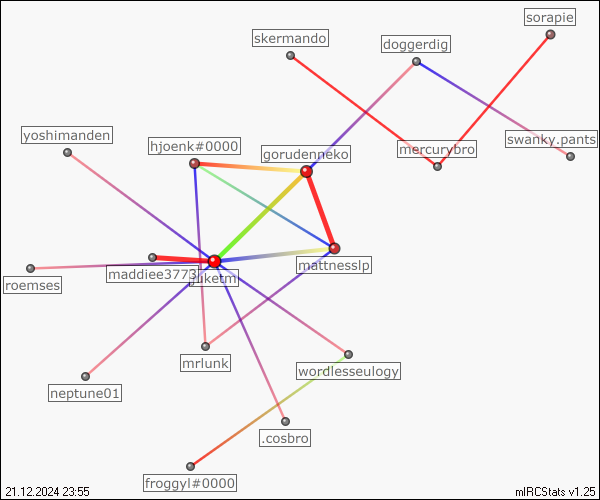 sorapie
skermando
doggerdig
yoshimanden
hjoenk#0000
gorudenneko
mercurybro
swanky.pants
mattnesslp
maddiee3773
roemses
mrlunk
wordlesseulogy
neptune01
.cosbro
froggyl#0000
21.12.2024 23:55
mIRCStats v1.25